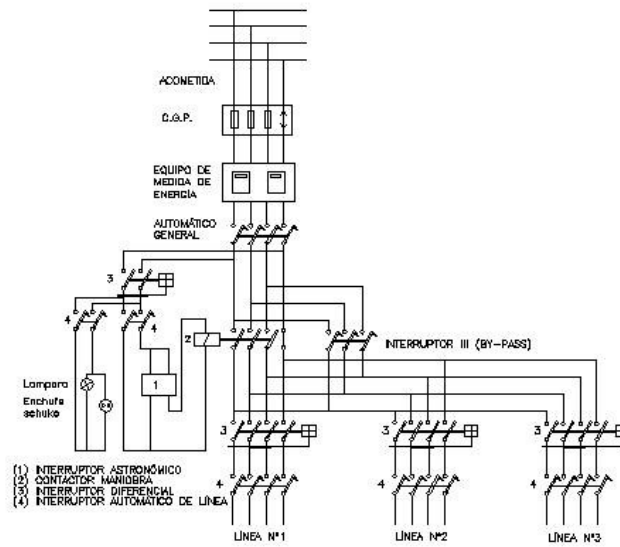 ACOMETIDA
C.G.P.
EQUIPO DE
MEDIDA DE
ENERGÍA
AUTOMÁTICO
GENERAL
3
4
4
2
INTERRUPTOR III (BY-PASS)
Lampara
Enchufe
schuko
1
3
3
3
4
4
4
(1) INTERRUPTOR ASTRONÓMICO
(2) CONTACTOR MANIOBRA
(3) INTERRUPTOR DIFERENCIAL
(4) INTERRUPTOR AUTOMÁTICO DE LÍNEA
LÍNEA Nº1
LÍNEA Nº2
LÍNEA Nº3